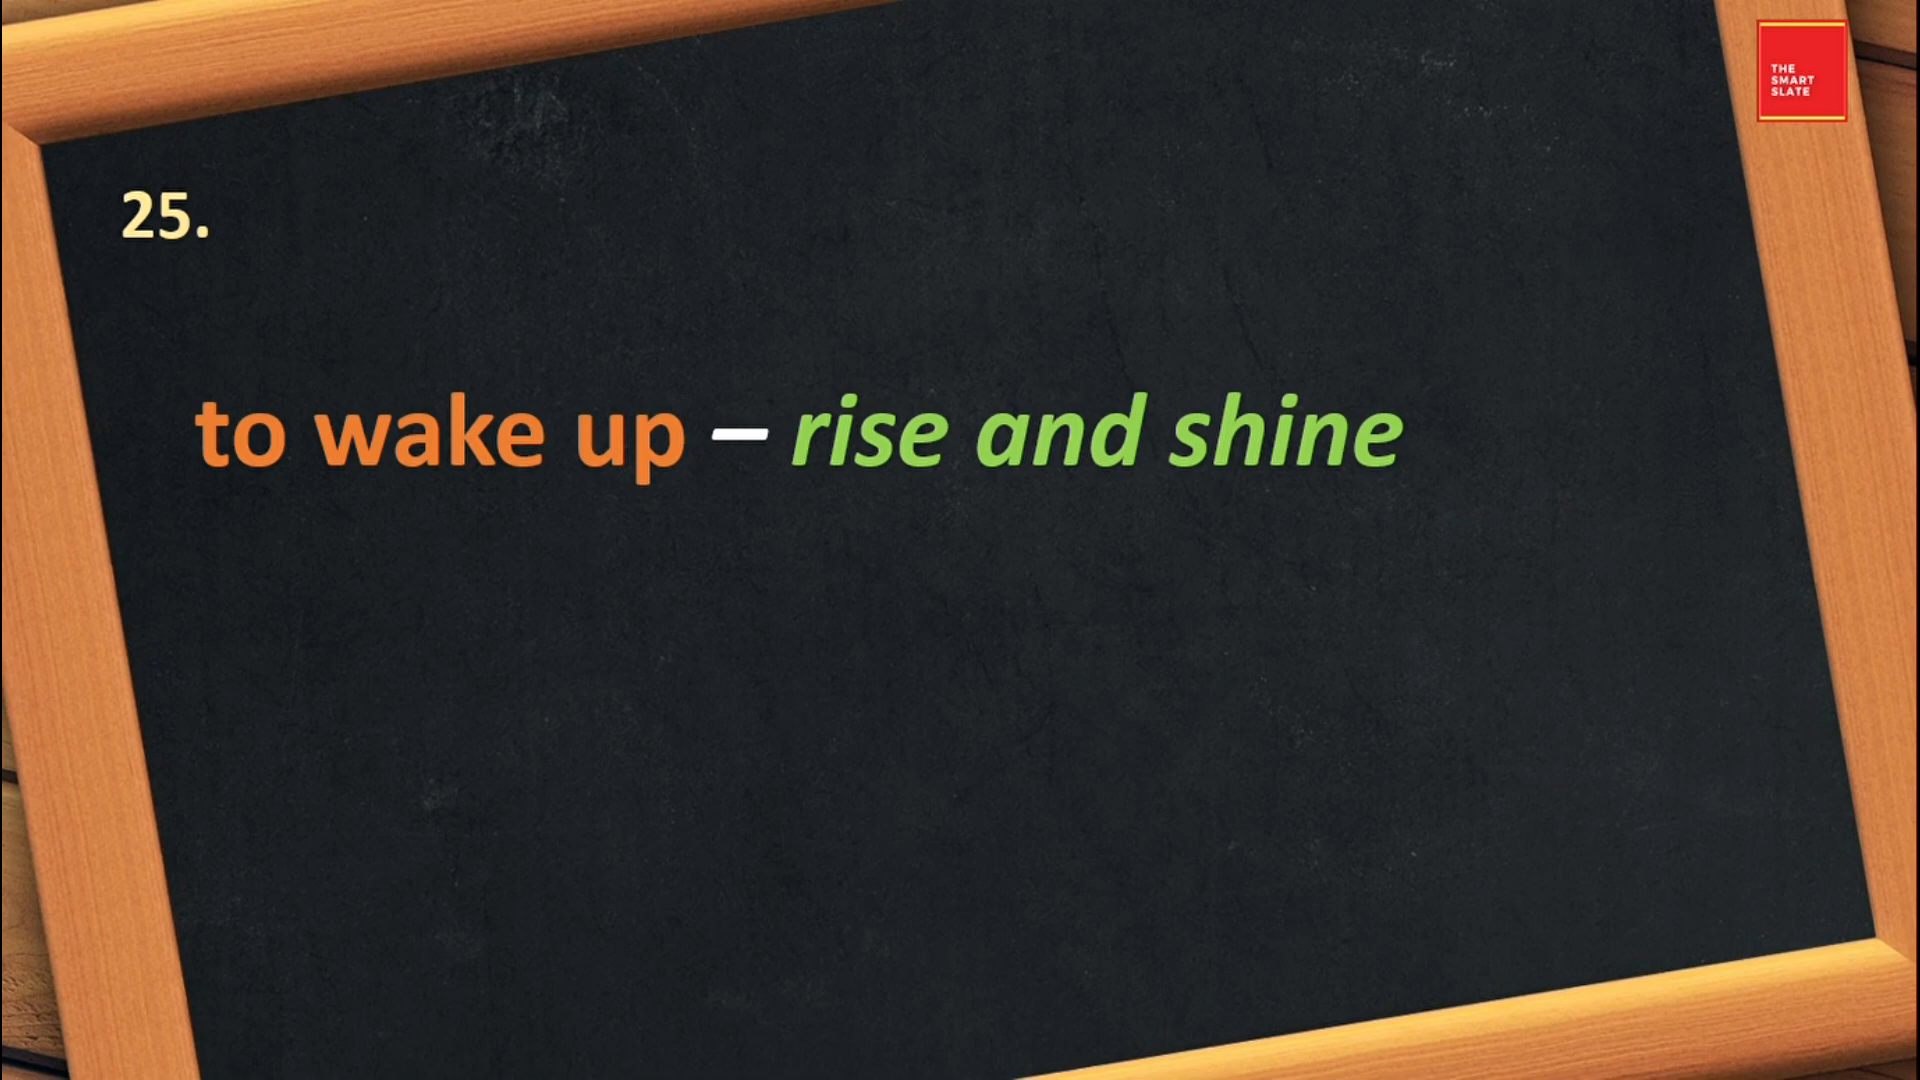 THE
SMART
SLATE
25.
to wake up – rise and shine